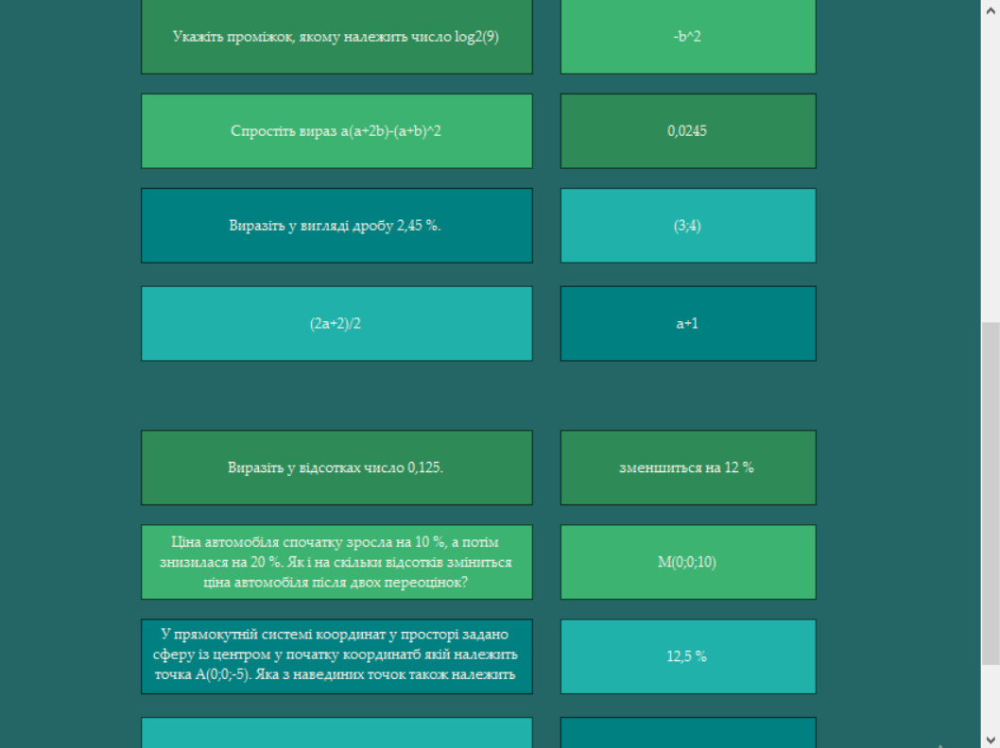 Укажіть проміжок, якому належить число log2(9)
-b^2
Спростіть вираз a(a+2b)-(a+b)^2
0,0245
Виразіть у вигляді дробу 2,45 %.
(3;4)
(2a+2)/2
a+1
Виразіть у відсотках число 0,125.
зменшиться на 12 %
Ціна автомобіля спочатку зросла на 10 %, а потім
знизилася на 20 %. Як і на скільки відсотків зміниться
ціна автомобіля після двох переоцінок?
M(0;0;10)
У прямокутній системі координат у просторі задано
сферу із центром у початку координатб якій належить
точка A(0;0;-5). Яка з навединих точок також належить
12,5 %